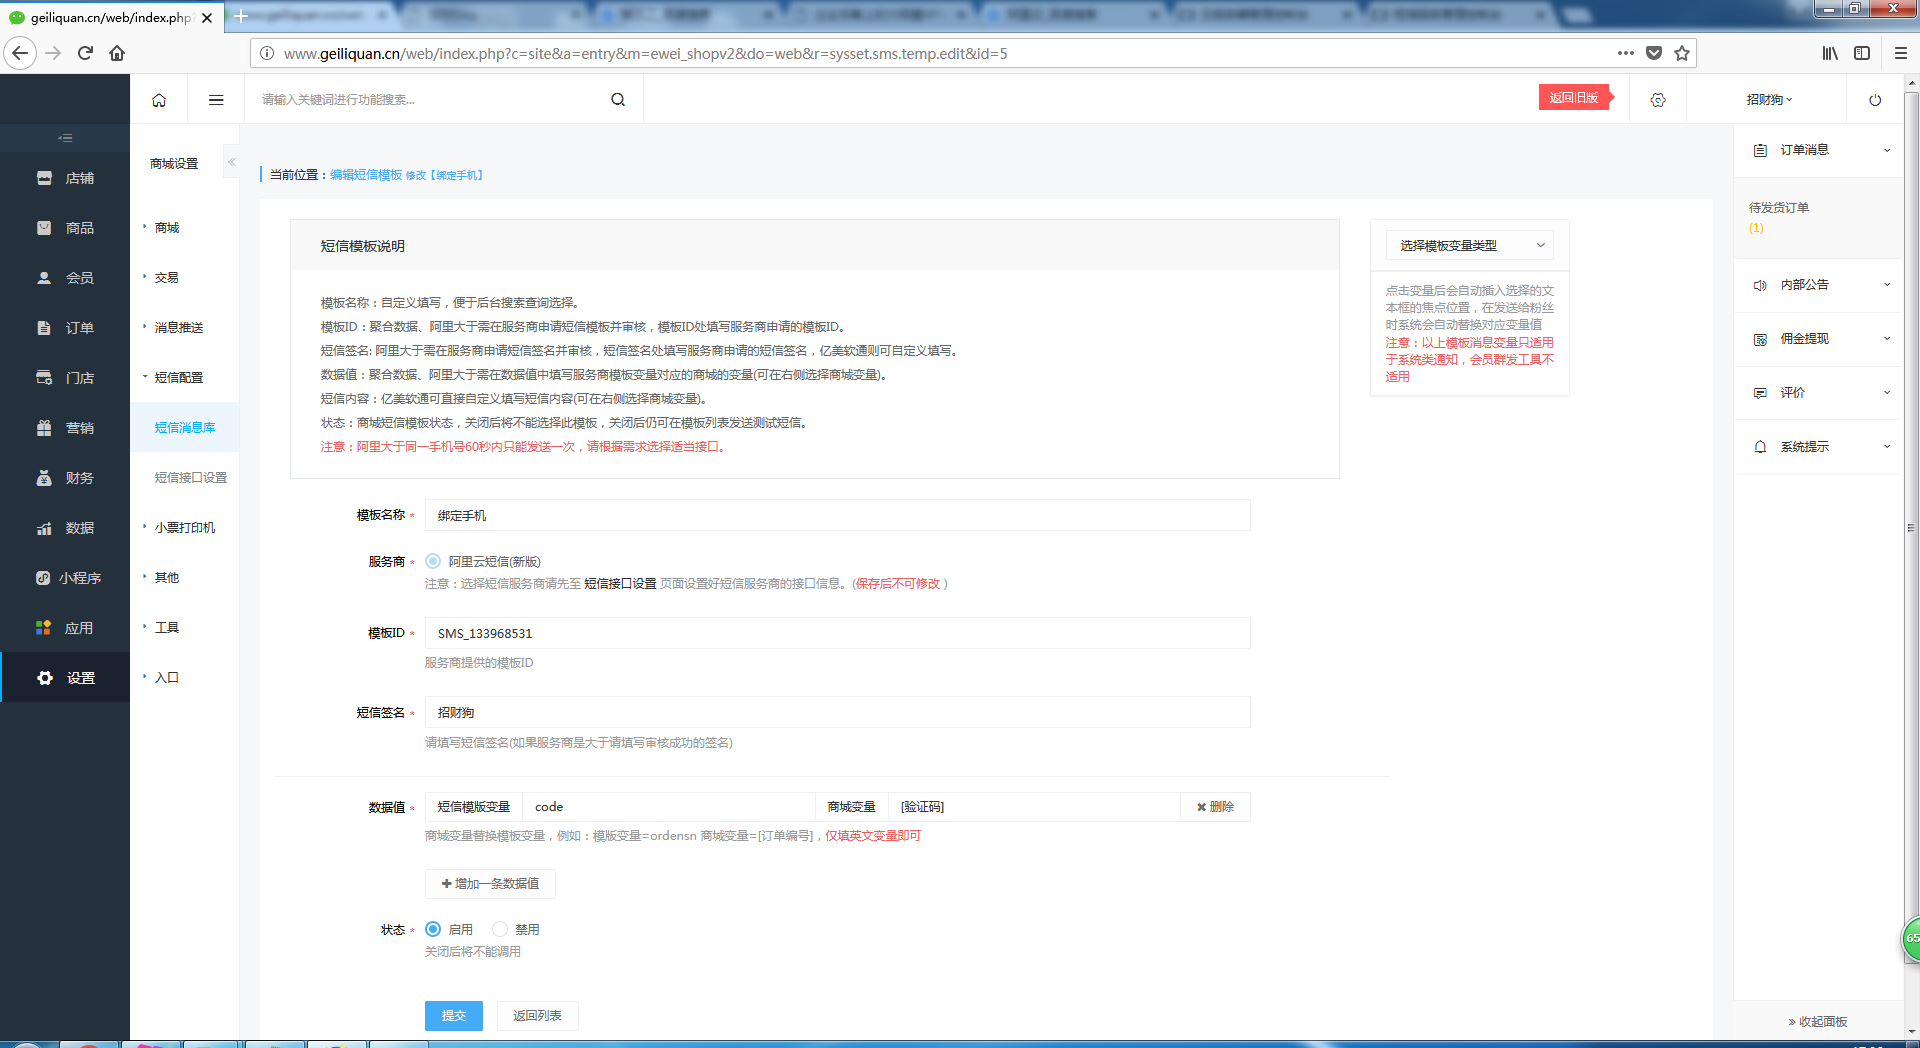 geiliquan.cn/web/index.php?
www.geiliquan.cn/web/index.php?c=site&a=entry&m=ewei_shopv2&do=web&r=sysset.sms.temp.edit&id=5
请输入关键词进行功能搜索...
返回旧版
招财狗
店铺
商品
会员
订单
门店
营销
财务
数据
小程序
应用
设置
商城设置
商城
交易
消息推送
短信配置
短信消息库
短信接口设置
小票打印机
其他
工具
入口
当前位置：编辑短信模板 修改【绑定手机】
短信模板说明
模板名称：自定义填写，便于后台搜索查询选择。
模板ID：聚合数据、阿里大于需在服务商申请短信模板并审核，模板ID处填写服务商申请的模板ID。
短信签名: 阿里大于需在服务商申请短信签名并审核，短信签名处填写服务商申请的短信签名，亿美软通则可自定义填写。
数据值：聚合数据、阿里大于需在数据值中填写服务商模板变量对应的商城的变量(可在右侧选择商城变量)。
短信内容：亿美软通可直接自定义填写短信内容(可在右侧选择商城变量)。
状态：商城短信模板状态，关闭后将不能选择此模板，关闭后仍可在模板列表发送测试短信。
注意：阿里大于同一手机号60秒内只能发送一次，请根据需求选择适当接口。
选择模板变量类型
点击变量后会自动插入选择的文
本框的焦点位置，在发送给粉丝
时系统会自动替换对应变量值
注意：以上模板消息变量只适用
于系统类通知，会员群发工具不
适用
模板名称 * 绑定手机
服务商 * 阿里云短信(新版)
注意：选择短信服务商请先至 短信接口设置 页面设置好短信服务商的接口信息。(保存后不可修改 )
模板ID * SMS_133968531
服务商提供的模板ID
短信签名 * 招财狗
请填写短信签名(如果服务商是大于请填写审核成功的签名)
数据值 * 短信模版变量 code 商城变量 [验证码] ✖ 删除
商城变量替换模板变量，例如：模版变量=ordensn 商城变量=[订单编号]，仅填英文变量即可
✚ 增加一条数据值
状态 * 启用 禁用
关闭后将不能调用
提交 返回列表
订单消息
待发货订单
(1)
内部公告
佣金提现
评价
系统提示
65
» 收起面板